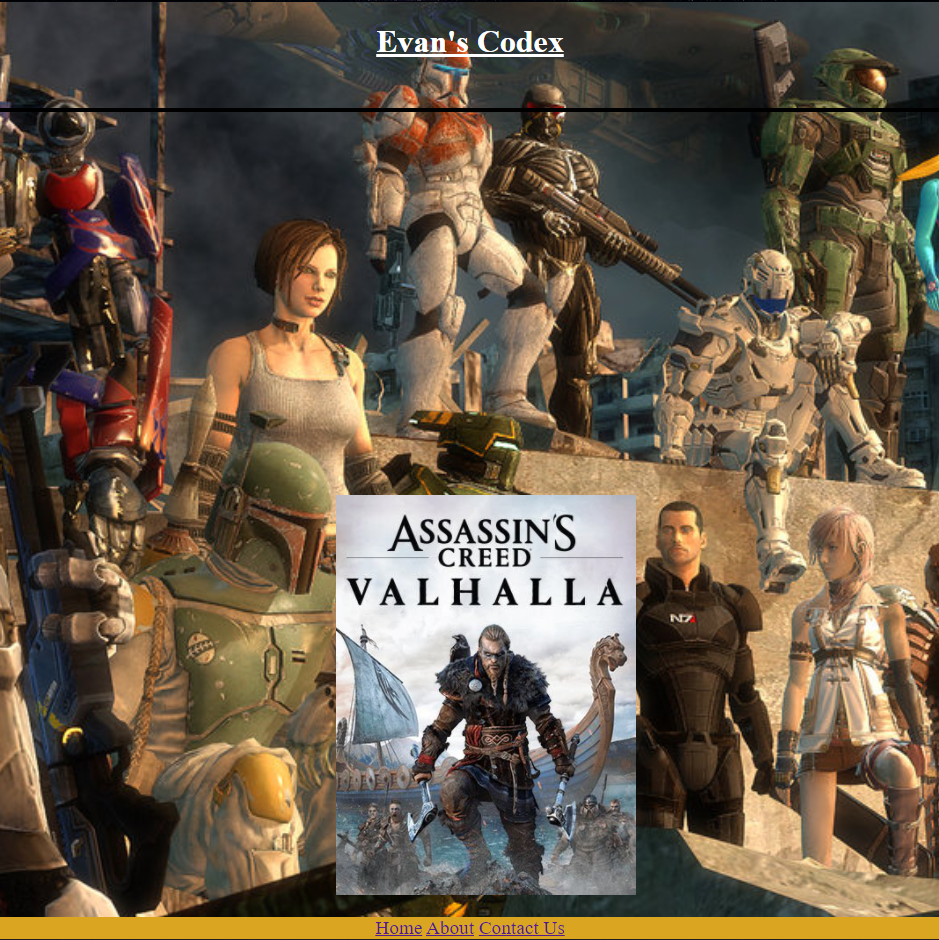 Evan's Codex
ASSASSIN'S
CREED
VALHALLA
N7
Home About Contact Us